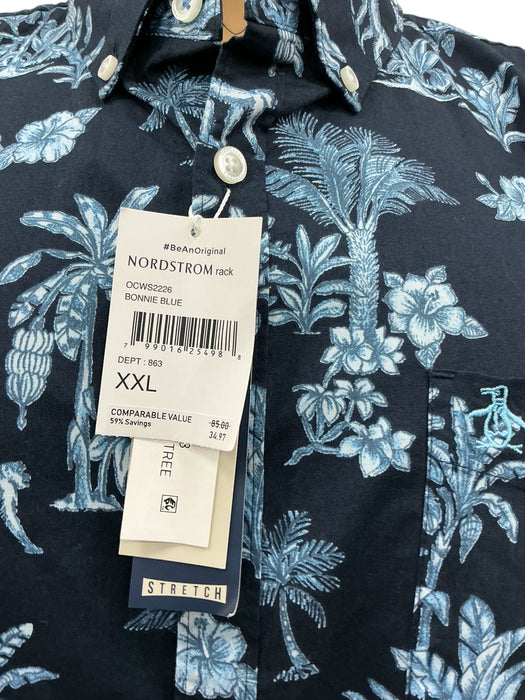 #BeAnOriginal
NORDSTROM rack
OCWS2226
BONNIE BLUE
7 99016 25498 8
DEPT : 863
XXL
COMPARABLE VALUE 85.00
59% Savings 34.97
TREE
STRETCH